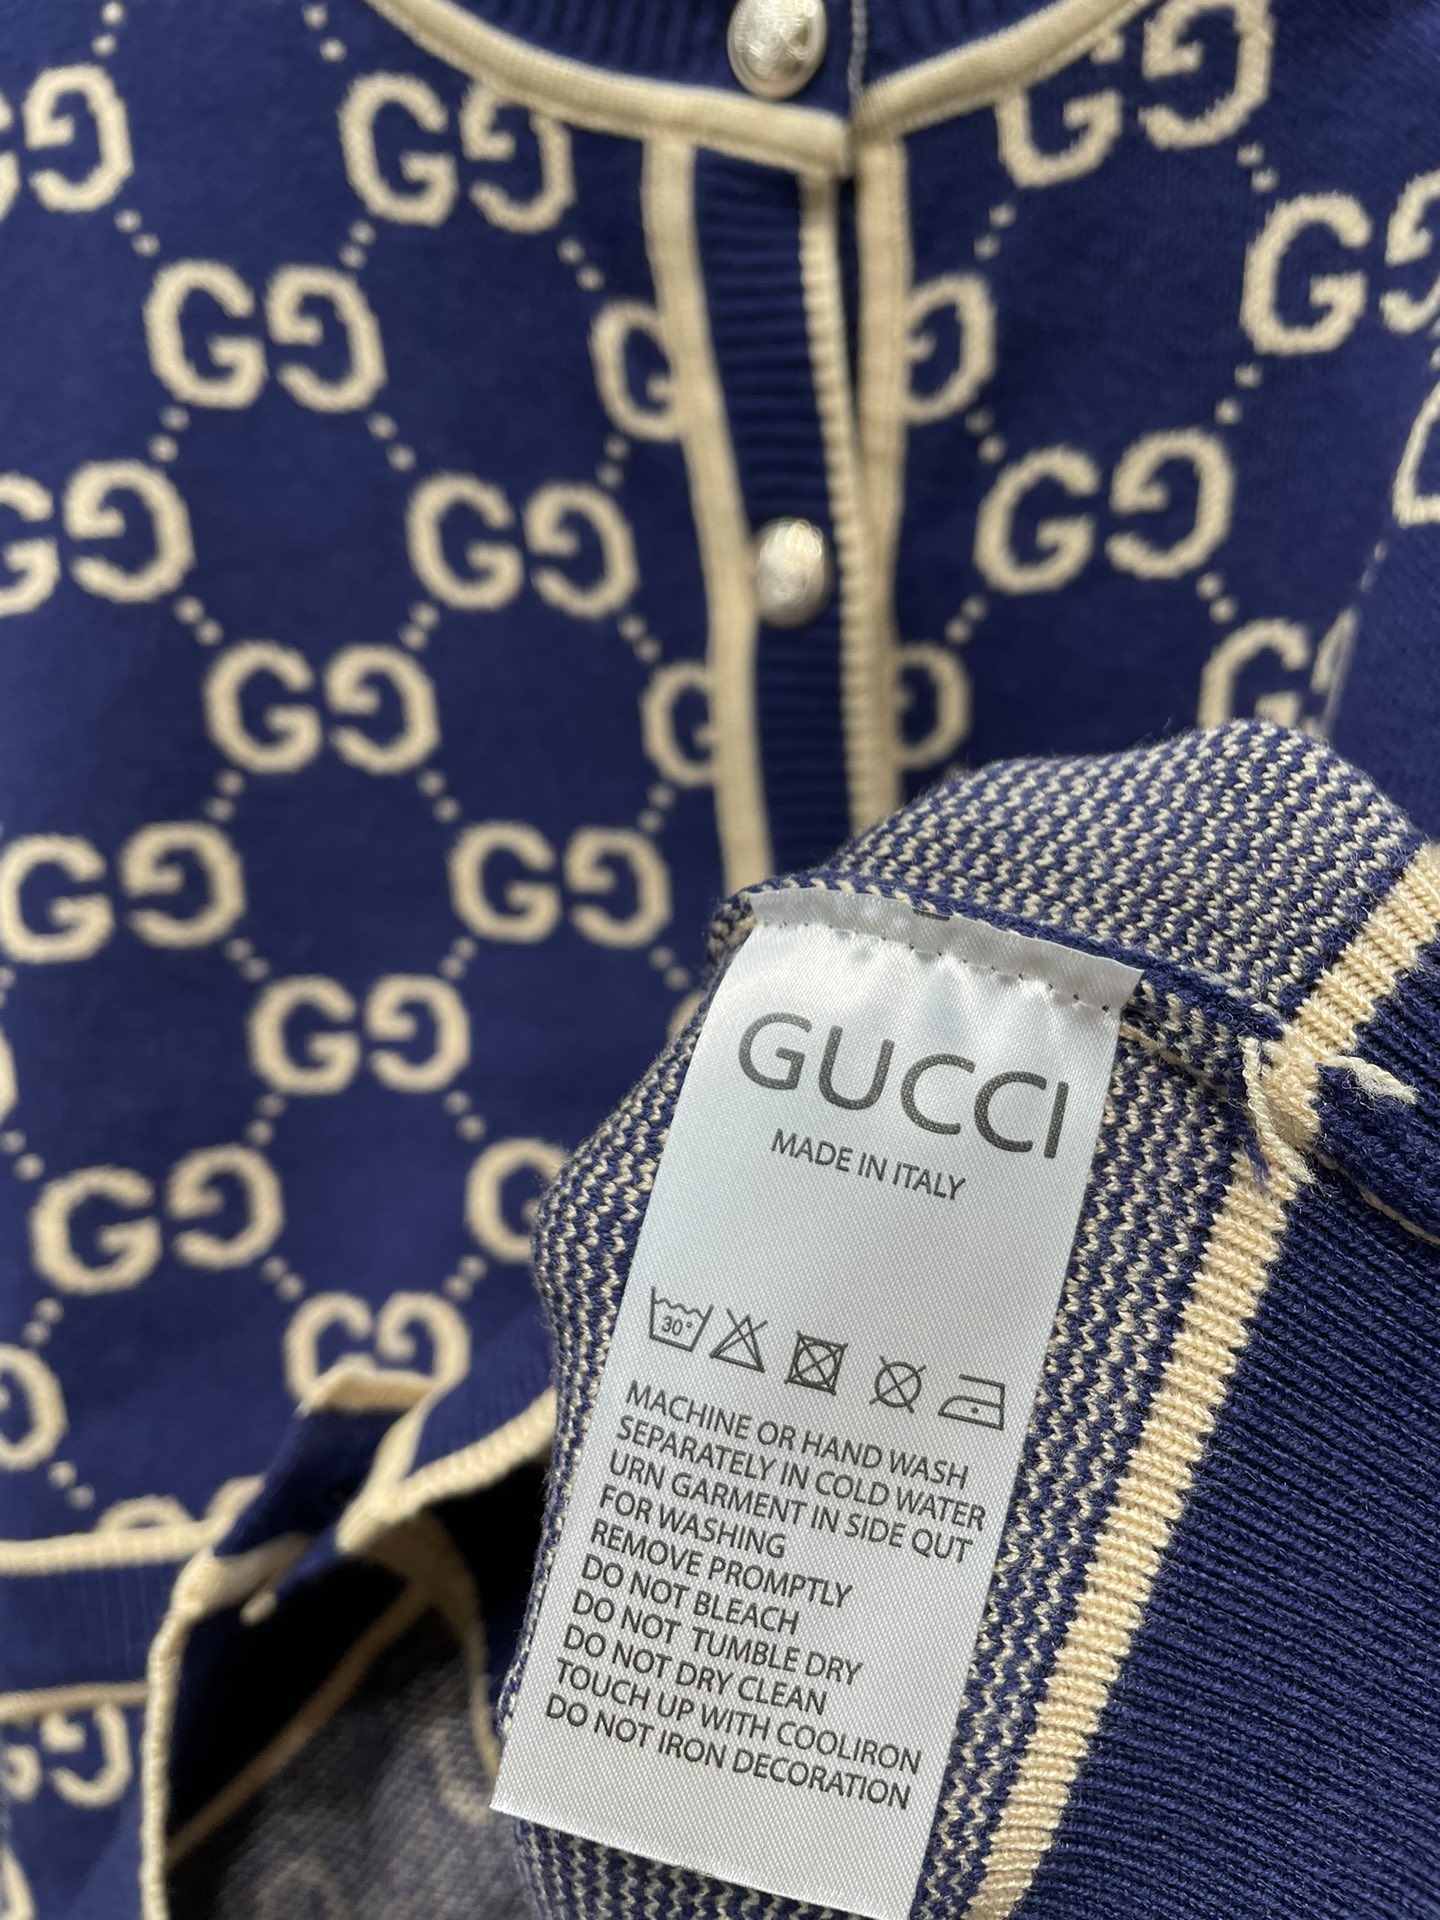 GUCCI
MADE IN ITALY
30°
MACHINE OR HAND WASH
SEPARATELY IN COLD WATER
URN GARMENT IN SIDE QUT
FOR WASHING
REMOVE PROMPTLY
DO NOT BLEACH
DO NOT TUMBLE DRY
DO NOT DRY CLEAN
TOUCH UP WITH COOLIRON
DO NOT IRON DECORATION